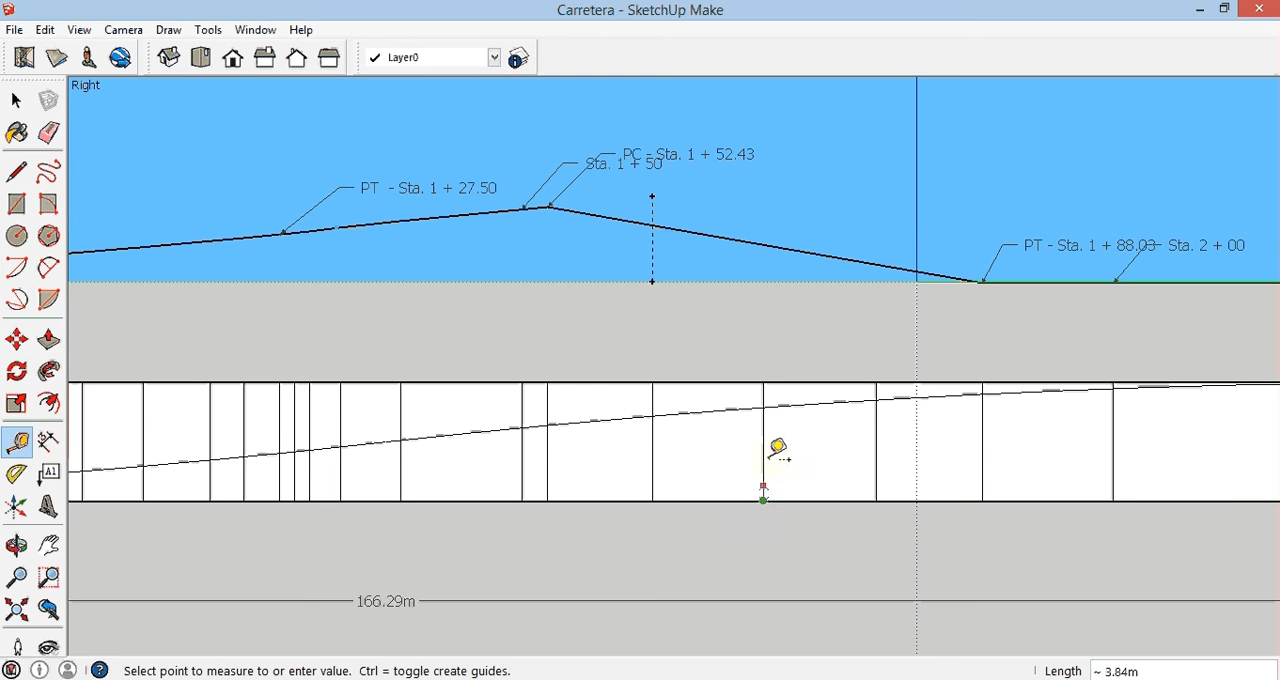 Carretera - SketchUp Make
File Edit View Camera Draw Tools Window Help
Layer0
Right
PC - Sta. 1 + 52.43
Sta. 1 + 50
PT - Sta. 1 + 27.50
PT - Sta. 1 + 88.03
Sta. 2 + 00
A1
166.29m
Select point to measure to or enter value. Ctrl = toggle create guides.
Length ~ 3.84m